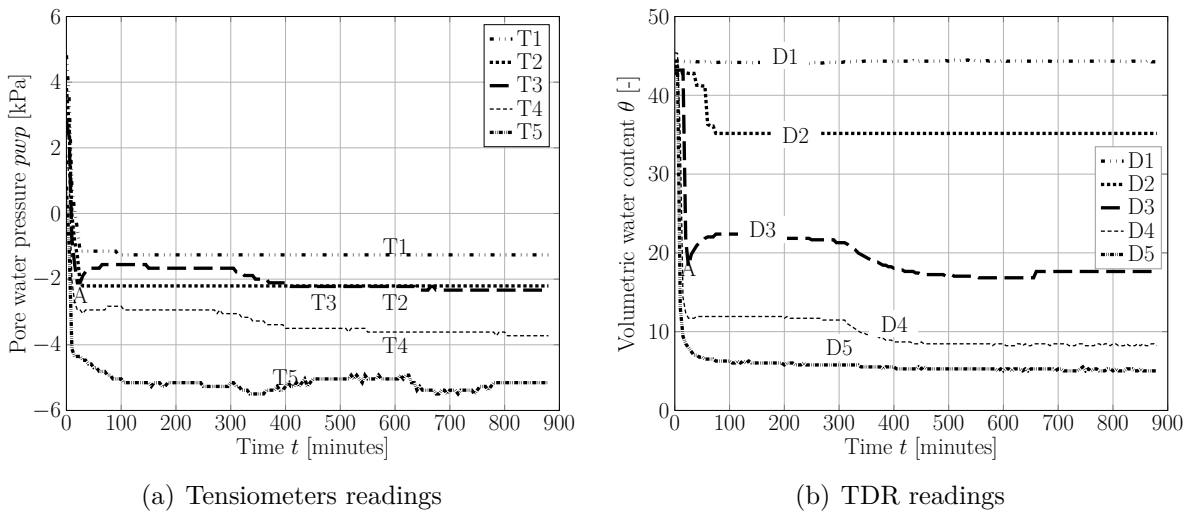 6
4
2
0
−2
−4
−6
0
100
200
300
400
500
600
700
800
900
Pore water pressure pwp [kPa]
Time t [minutes]
T1
T2
T3
T4
T5
A
T1
T3
T2
T4
T5
(a) Tensiometers readings
50
40
30
20
10
0
0
100
200
300
400
500
600
700
800
900
Volumetric water content θ [-]
Time t [minutes]
D1
D2
D3
D4
D5
D1
D2
D3
A
D4
D5
(b) TDR readings